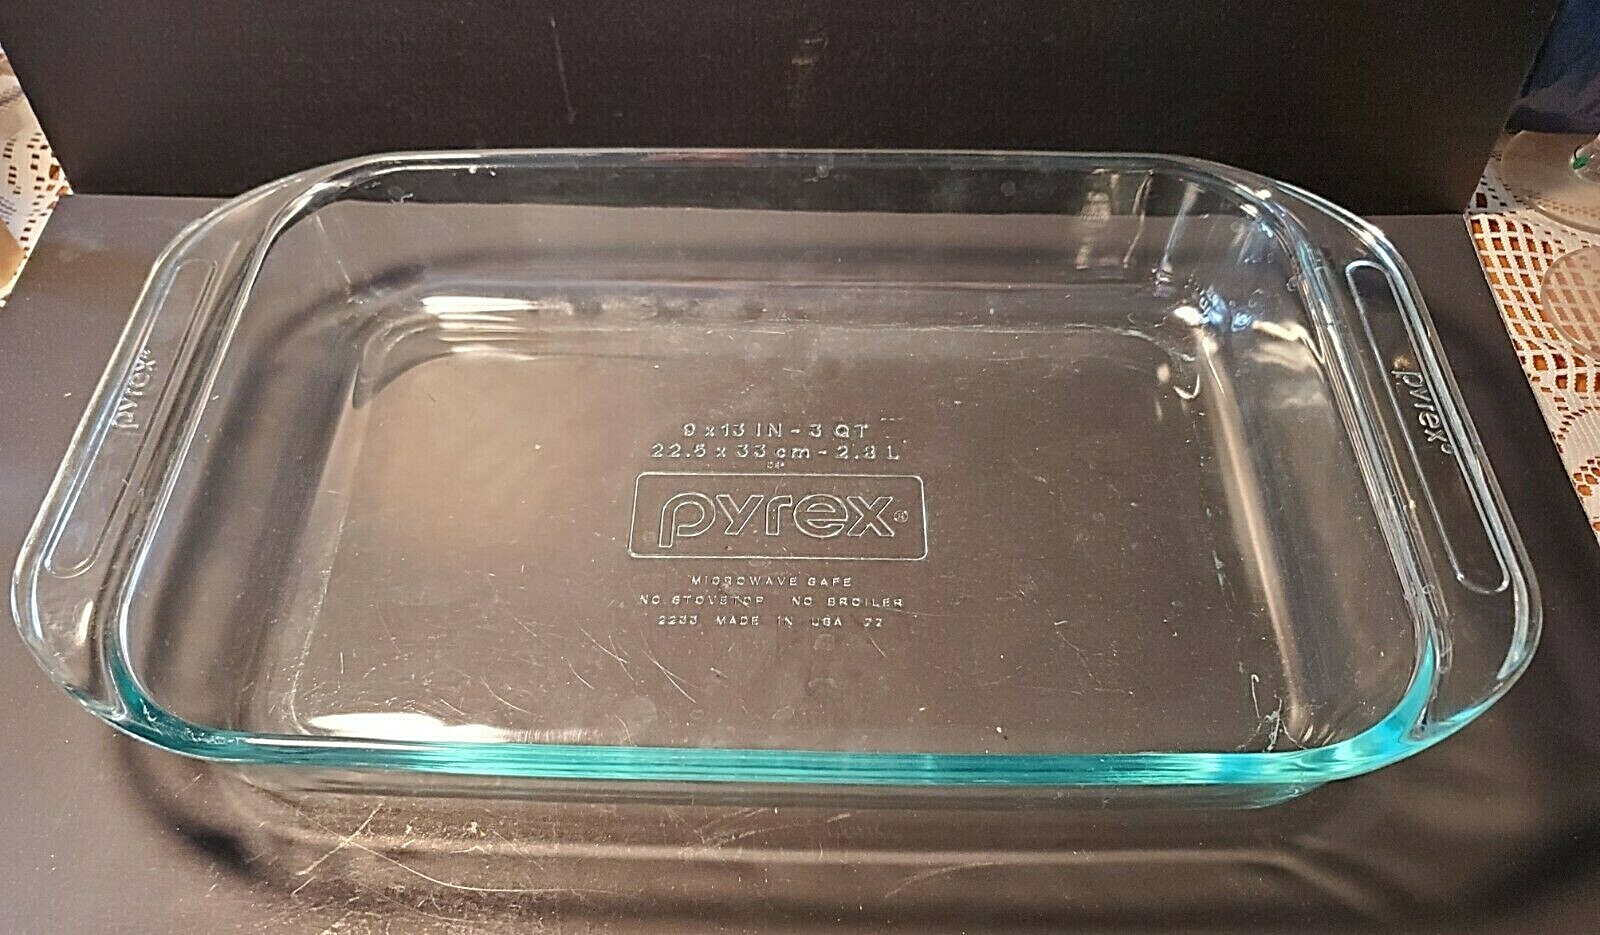 9 x 13 IN - 3 QT
22.5 x 33 cm - 2.8 L
pyrex®
MICROWAVE SAFE
NO STOVETOP NO BROILER
2233 MADE IN USA
pyrex®
pyrex®